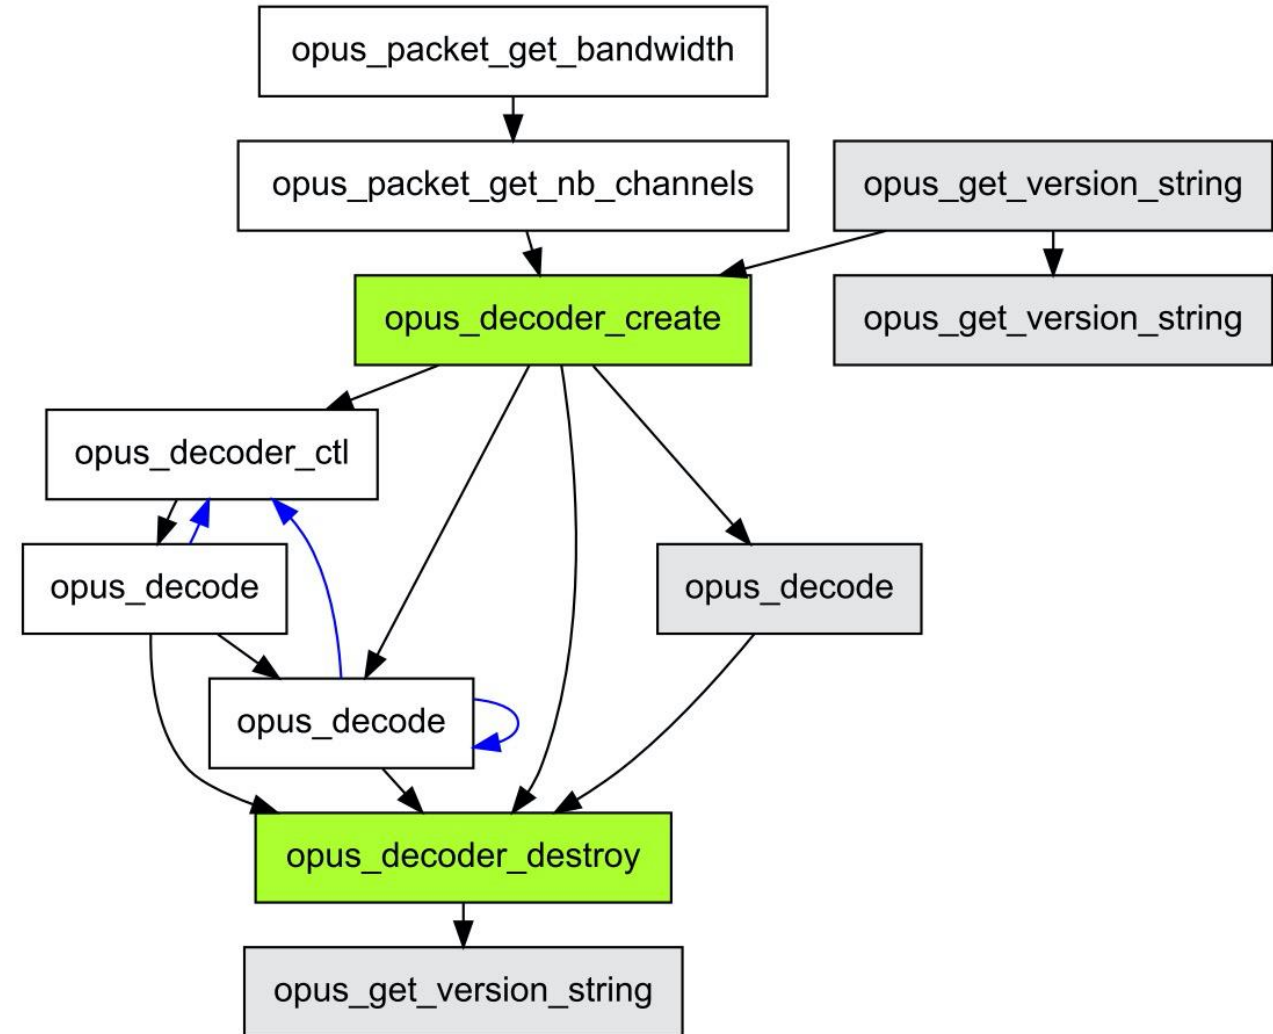 opus_packet_get_bandwidth
opus_packet_get_nb_channels
opus_get_version_string
opus_decoder_create
opus_get_version_string
opus_decoder_ctl
opus_decode
opus_decode
opus_decode
opus_decoder_destroy
opus_get_version_string